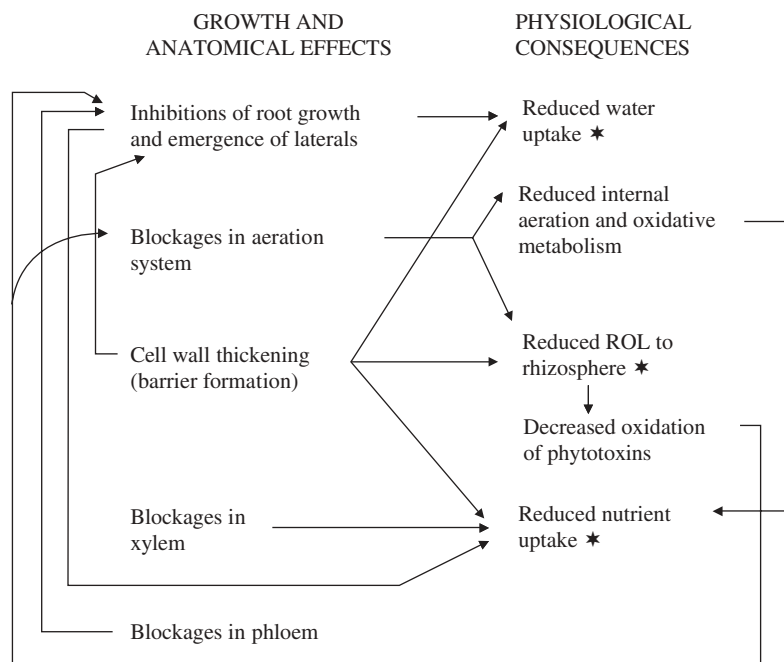 GROWTH AND
ANATOMICAL EFFECTS
PHYSIOLOGICAL
CONSEQUENCES
Inhibitions of root growth
and emergence of laterals
Reduced water
uptake ✶
Blockages in aeration
system
Reduced internal
aeration and oxidative
metabolism
Cell wall thickening
(barrier formation)
Reduced ROL to
rhizosphere ✶
Decreased oxidation
of phytotoxins
Blockages in
xylem
Reduced nutrient
uptake ✶
Blockages in phloem